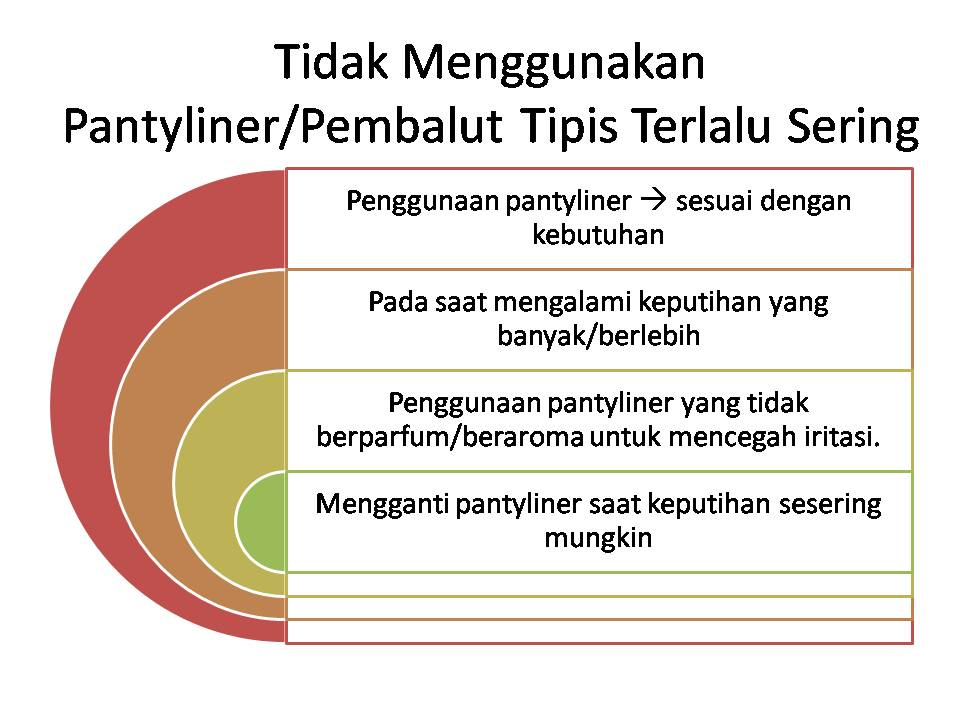 Tidak Menggunakan
Pantyliner/Pembalut Tipis Terlalu Sering
Penggunaan pantyliner → sesuai dengan
kebutuhan
Pada saat mengalami keputihan yang
banyak/berlebih
Penggunaan pantyliner yang tidak
berparfum/beraroma untuk mencegah iritasi.
Mengganti pantyliner saat keputihan sesering
mungkin